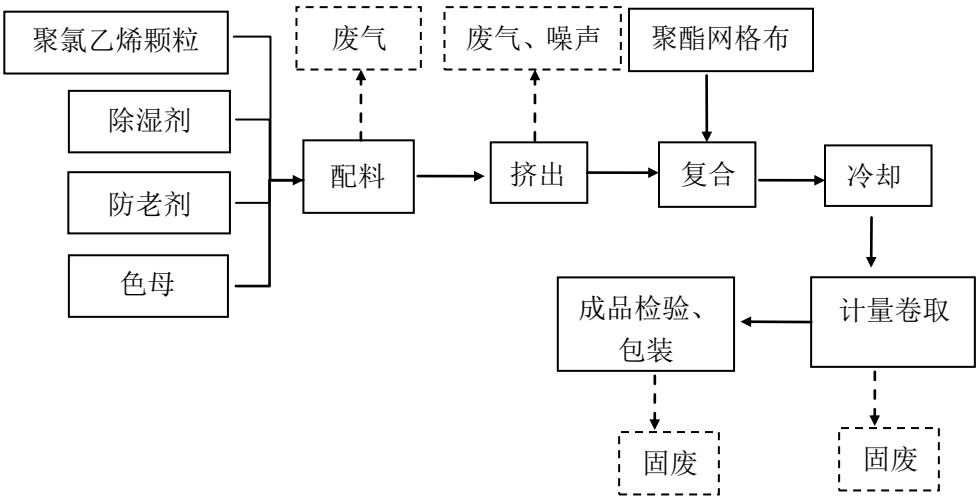 聚氯乙烯颗粒
废气
废气、噪声
聚酯网格布
除湿剂
配料
挤出
复合
冷却
防老剂
色母
成品检验、
包装
计量卷取
固废
固废